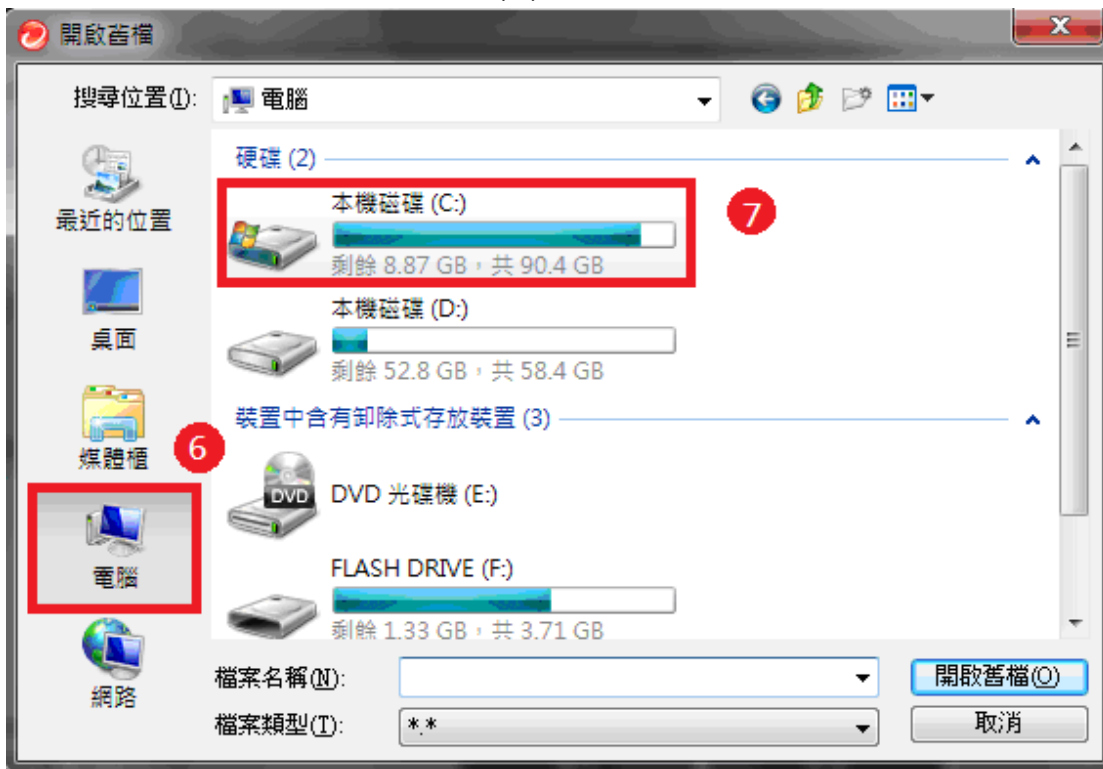 開啟舊檔
搜尋位置(I):
電腦
最近的位置
桌面
媒體櫃
6
電腦
網路
硬碟 (2)
本機磁碟 (C:)
剩餘 8.87 GB，共 90.4 GB
7
本機磁碟 (D:)
剩餘 52.8 GB，共 58.4 GB
裝置中含有卸除式存放裝置 (3)
DVD
DVD 光碟機 (E:)
FLASH DRIVE (F:)
剩餘 1.33 GB，共 3.71 GB
檔案名稱(N):
開啟舊檔(O)
檔案類型(T):
*.*
取消